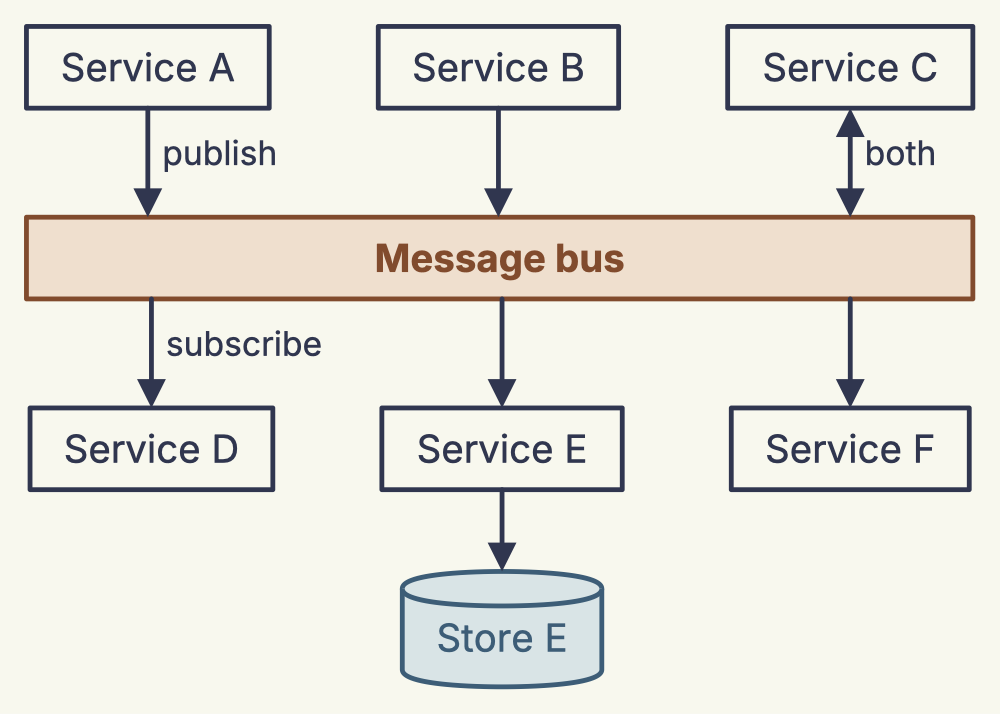 Service A
Service B
Service C
publish
both
Message bus
subscribe
Service D
Service E
Service F
Store E